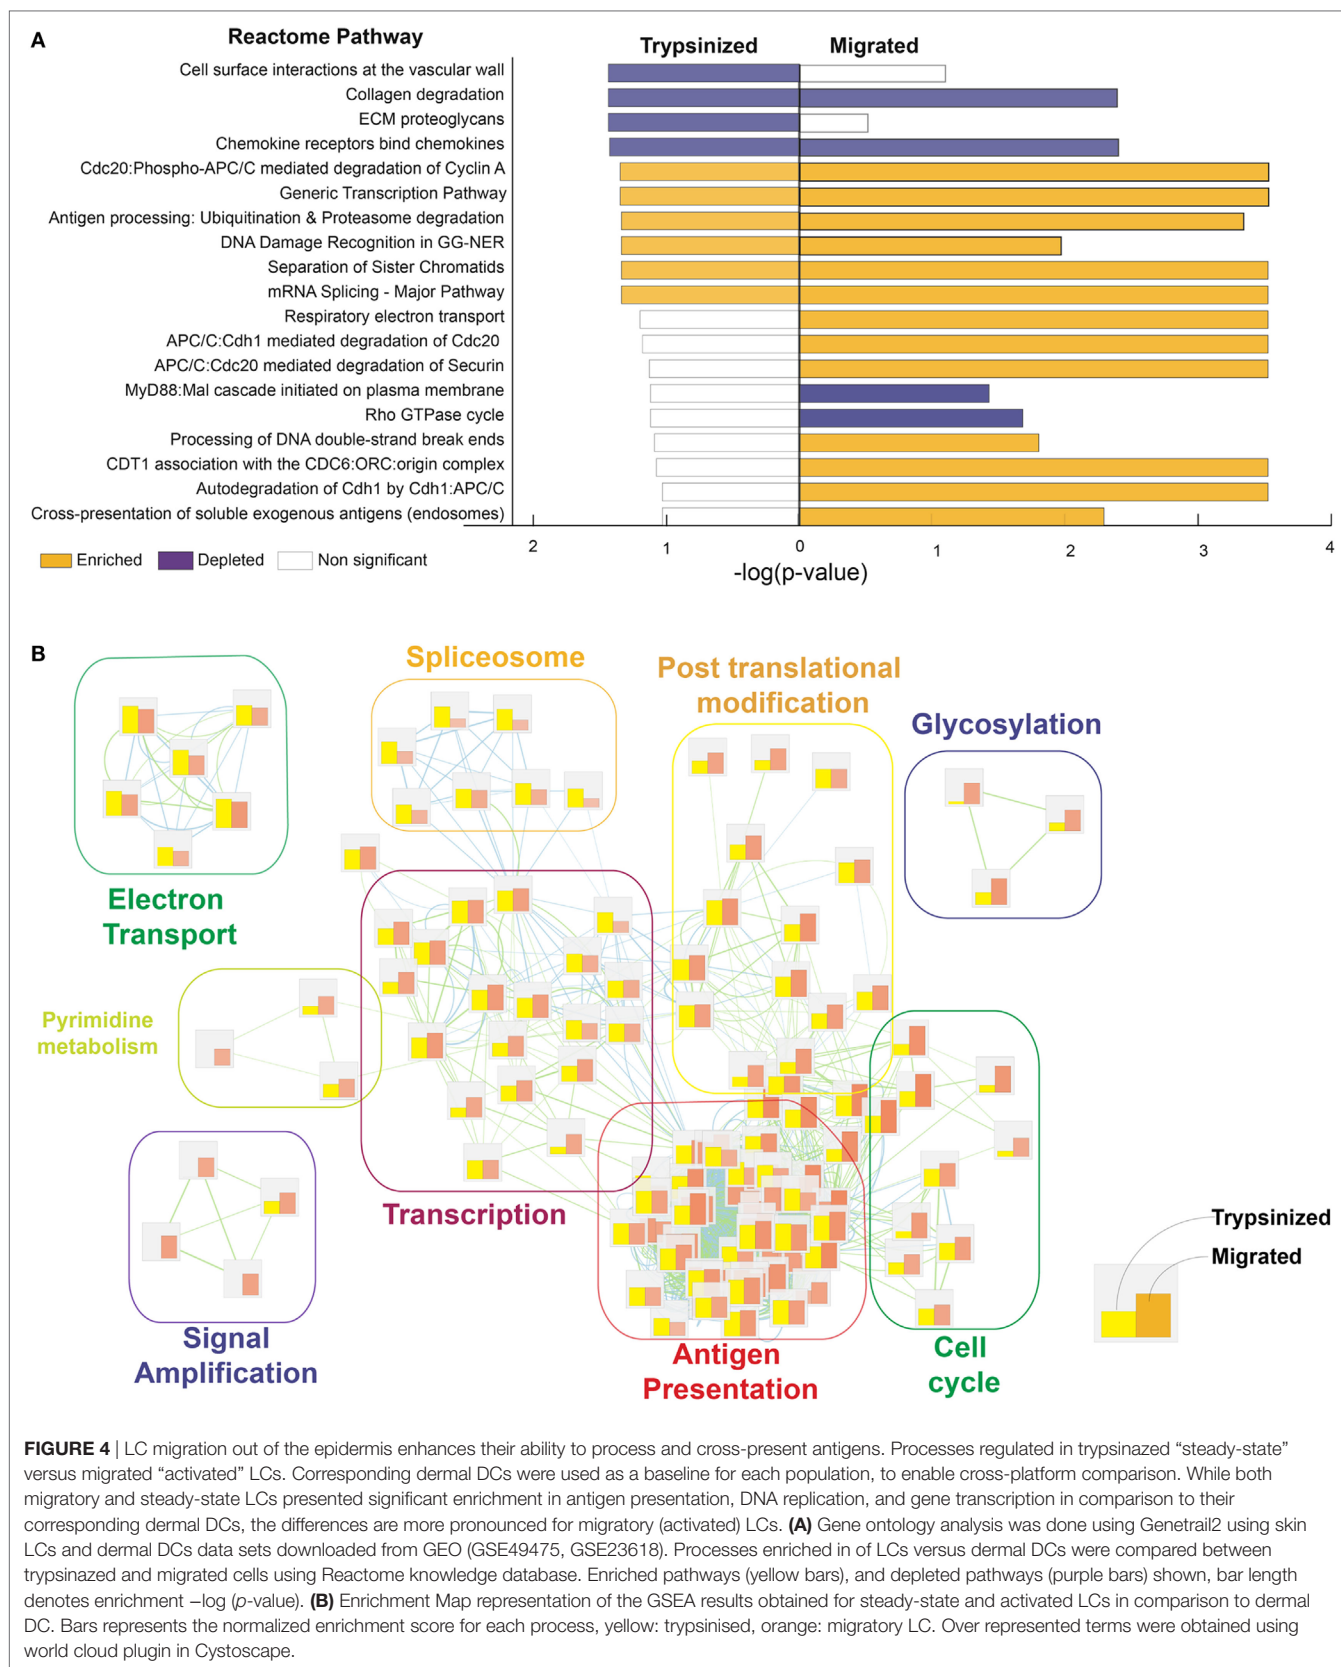 A
Reactome Pathway
Trypsinized
Migrated
Cell surface interactions at the vascular wall
Collagen degradation
ECM proteoglycans
Chemokine receptors bind chemokines
Cdc20:Phospho-APC/C mediated degradation of Cyclin A
Generic Transcription Pathway
Antigen processing: Ubiquitination & Proteasome degradation
DNA Damage Recognition in GG-NER
Separation of Sister Chromatids
mRNA Splicing - Major Pathway
Respiratory electron transport
APC/C:Cdh1 mediated degradation of Cdc20
APC/C:Cdc20 mediated degradation of Securin
MyD88:Mal cascade initiated on plasma membrane
Rho GTPase cycle
Processing of DNA double-strand break ends
CDT1 association with the CDC6:ORC:origin complex
Autodegradation of Cdh1 by Cdh1:APC/C
Cross-presentation of soluble exogenous antigens (endosomes)
2 1 0 1 2 3 4
Enriched Depleted Non significant
-log(p-value)
B
Spliceosome
Post translational
modification
Glycosylation
Electron
Transport
Pyrimidine
metabolism
Transcription
Trypsinized
Migrated
Signal
Amplification
Antigen
Presentation
Cell
cycle
FIGURE 4 | LC migration out of the epidermis enhances their ability to process and cross-present antigens. Processes regulated in trypsinazed “steady-state”
versus migrated “activated” LCs. Corresponding dermal DCs were used as a baseline for each population, to enable cross-platform comparison. While both
migratory and steady-state LCs presented significant enrichment in antigen presentation, DNA replication, and gene transcription in comparison to their
corresponding dermal DCs, the differences are more pronounced for migratory (activated) LCs. (A) Gene ontology analysis was done using Genetrail2 using skin
LCs and dermal DCs data sets downloaded from GEO (GSE49475, GSE23618). Processes enriched in of LCs versus dermal DCs were compared between
trypsinazed and migrated cells using Reactome knowledge database. Enriched pathways (yellow bars), and depleted pathways (purple bars) shown, bar length
denotes enrichment −log (p-value). (B) Enrichment Map representation of the GSEA results obtained for steady-state and activated LCs in comparison to dermal
DC. Bars represents the normalized enrichment score for each process, yellow: trypsinised, orange: migratory LC. Over represented terms were obtained using
world cloud plugin in Cystoscape.